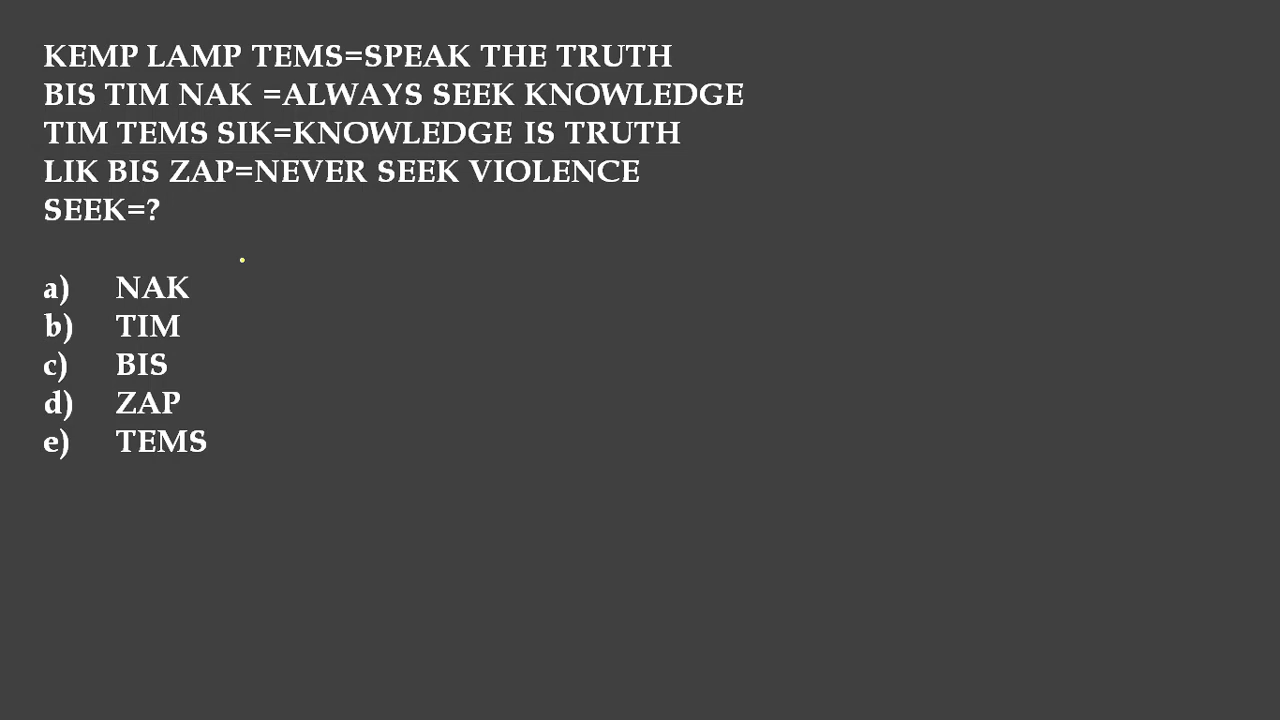 KEMP LAMP TEMS=SPEAK THE TRUTH
BIS TIM NAK =ALWAYS SEEK KNOWLEDGE
TIM TEMS SIK=KNOWLEDGE IS TRUTH
LIK BIS ZAP=NEVER SEEK VIOLENCE
SEEK=?
a) NAK
b) TIM
c) BIS
d) ZAP
e) TEMS